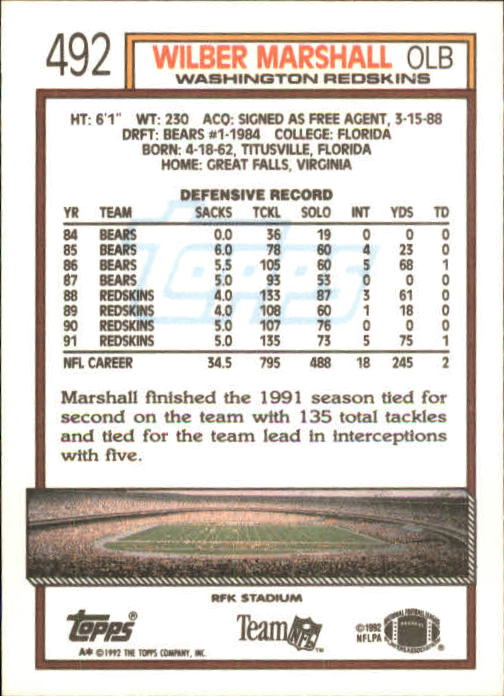 492 WILBER MARSHALL OLB
WASHINGTON REDSKINS
HT: 6'1" WT: 230 ACQ: SIGNED AS FREE AGENT, 3-15-88
DRFT: BEARS #1-1984 COLLEGE: FLORIDA
BORN: 4-18-62, TITUSVILLE, FLORIDA
HOME: GREAT FALLS, VIRGINIA
Topps
DEFENSIVE RECORD
YR TEAM SACKS TCKL SOLO INT YDS TD
84 BEARS 0.0 36 19 0 0 0
85 BEARS 6.0 78 60 4 23 0
86 BEARS 5.5 105 60 5 68 1
87 BEARS 5.0 93 53 0 0 0
88 REDSKINS 4.0 133 87 3 61 0
89 REDSKINS 4.0 108 60 1 18 0
90 REDSKINS 5.0 107 76 0 0 0
91 REDSKINS 5.0 135 73 5 75 1
NFL CAREER 34.5 795 488 18 245 2
Marshall finished the 1991 season tied for
second on the team with 135 total tackles
and tied for the team lead in interceptions
with five.
RFK STADIUM
Topps® Team NFL™ ©1992
NFLPA
A* ©1992 THE TOPPS COMPANY, INC.